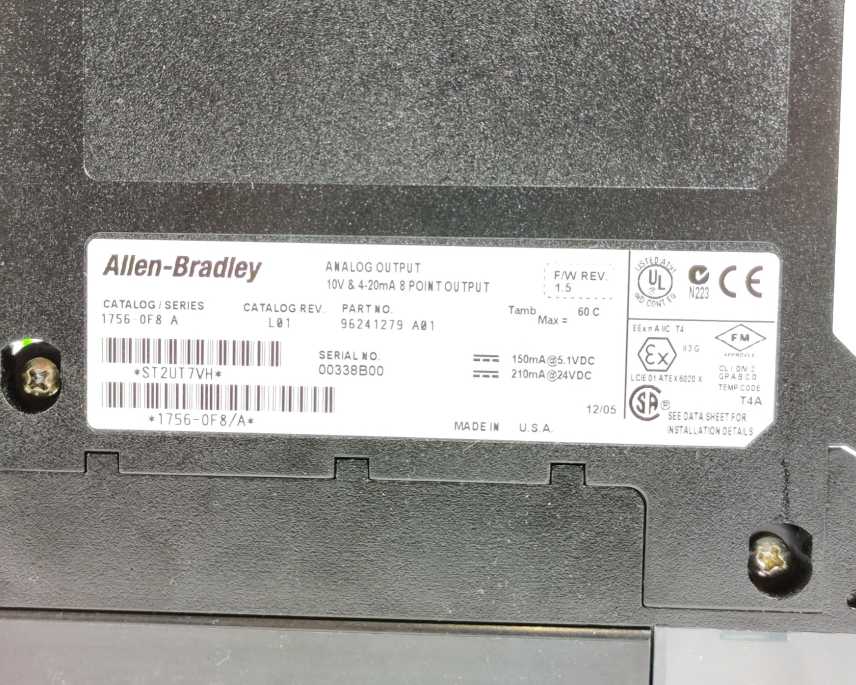 Allen-Bradley
ANALOG OUTPUT
10V & 4-20mA 8 POINT OUTPUT
F/W REV.
1.5
CATALOG / SERIES
1756-OF8 A
CATALOG REV.
L01
PART NO.
96241279 A01
Tamb Max = 60 C
*ST2UT7VH*
SERIAL NO.
00338B00
150mA@5.1VDC
210mA@24VDC
*1756-OF8/A*
12/05
MADE IN U.S.A.
LISTED
UL
IND CONT EQ
N223
CE
EEx nA IIC T4
Ex
II 3 G
LCIE 01 ATEX 6020 X
FM
APPROVED
CL I DIV 2
GP A B C D
TEMP CODE
T4A
SA ®
SEE DATA SHEET FOR
INSTALLATION DETAILS